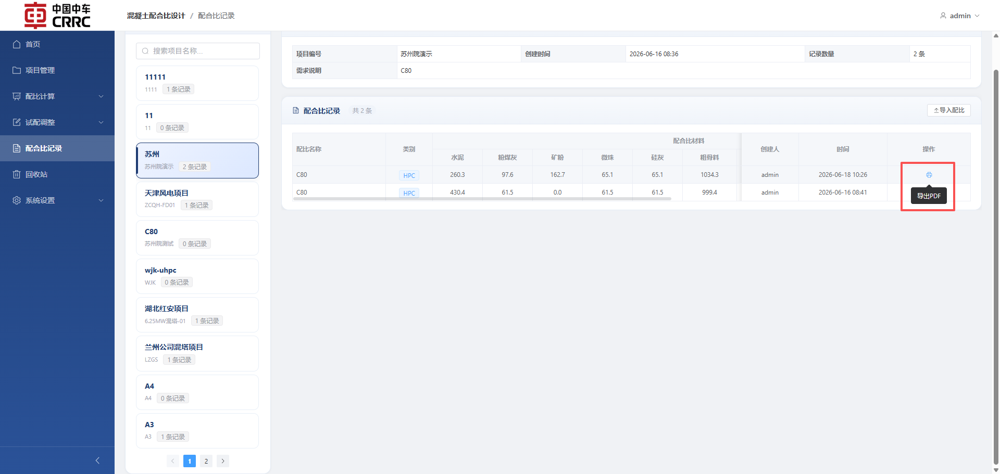 中国中车
CRRC
混凝土配合比设计 / 配合比记录
admin
首页
项目管理
配比计算
试配调整
配合比记录
回收站
系统设置
搜索项目名称...
11111
1111 1 条记录
11
11 0 条记录
苏州
苏州院演示 2 条记录
天津风电项目
ZCQH-FD01 1 条记录
C80
苏州院测试 0 条记录
wjk-uhpc
WJK 0 条记录
湖北红安项目
6.25MW混塔-01 1 条记录
兰州公司混塔项目
LZGS 1 条记录
A4
A4 0 条记录
A3
A3 1 条记录
1 2
项目编号 苏州院演示 创建时间 2026-06-16 08:36 记录数量 2 条
需求说明 C80
配合比记录 共 2 条 导入配比
配比名称 类别 配合比材料 创建人 时间 操作
水泥 粉煤灰 矿粉 微珠 硅灰 粗骨料
C80 HPC 260.3 97.6 162.7 65.1 65.1 1034.3 admin 2026-06-18 10:26
C80 HPC 430.4 61.5 0.0 61.5 61.5 999.4 admin 2026-06-16 08:41
导出PDF